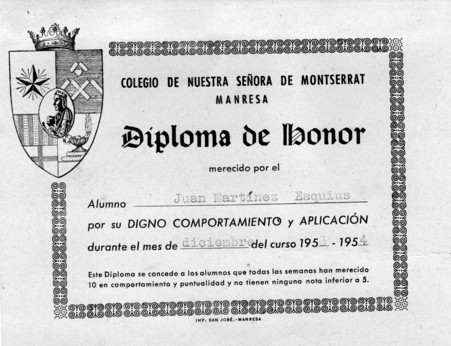 COLEGIO DE NUESTRA SEÑORA DE MONTSERRAT
MANRESA
Diploma de Honor
merecido por el
Alumno Juan Martínez Esquius
por su DIGNO COMPORTAMIENTO y APLICACIÓN
durante el mes de diciembre del curso 1953 - 1954
Este Diploma se concede a los alumnos que todas las semanas han merecido
10 en comportamiento y puntualidad y no tienen ninguna nota inferior a 5.
IMP. SAN JOSÉ.-MANRESA